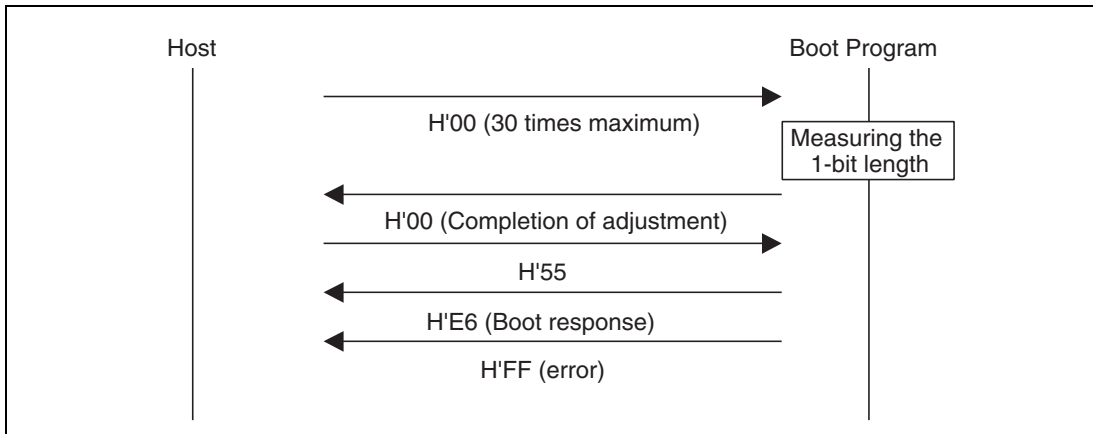 Host
Boot Program
H'00 (30 times maximum)
Measuring the
1-bit length
H'00 (Completion of adjustment)
H'55
H'E6 (Boot response)
H'FF (error)